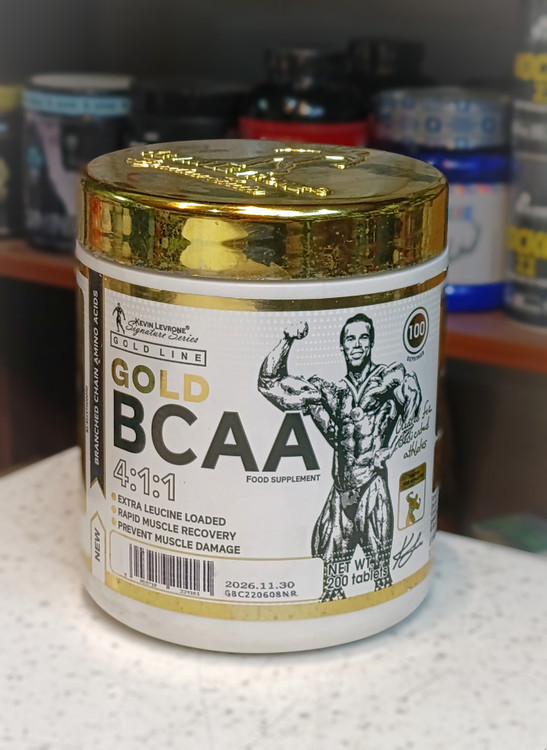 KEVIN LEVRONE
Signature Series
GOLD LINE
GOLD
BCAA
4:1:1
FOOD SUPPLEMENT
EXTRA LEUCINE LOADED
RAPID MUSCLE RECOVERY
PREVENT MUSCLE DAMAGE
2026.11.30
GBC220608N.R.
NET WT.
200 tablets
100
BRANCHED CHAIN AMINO ACIDS
NEW